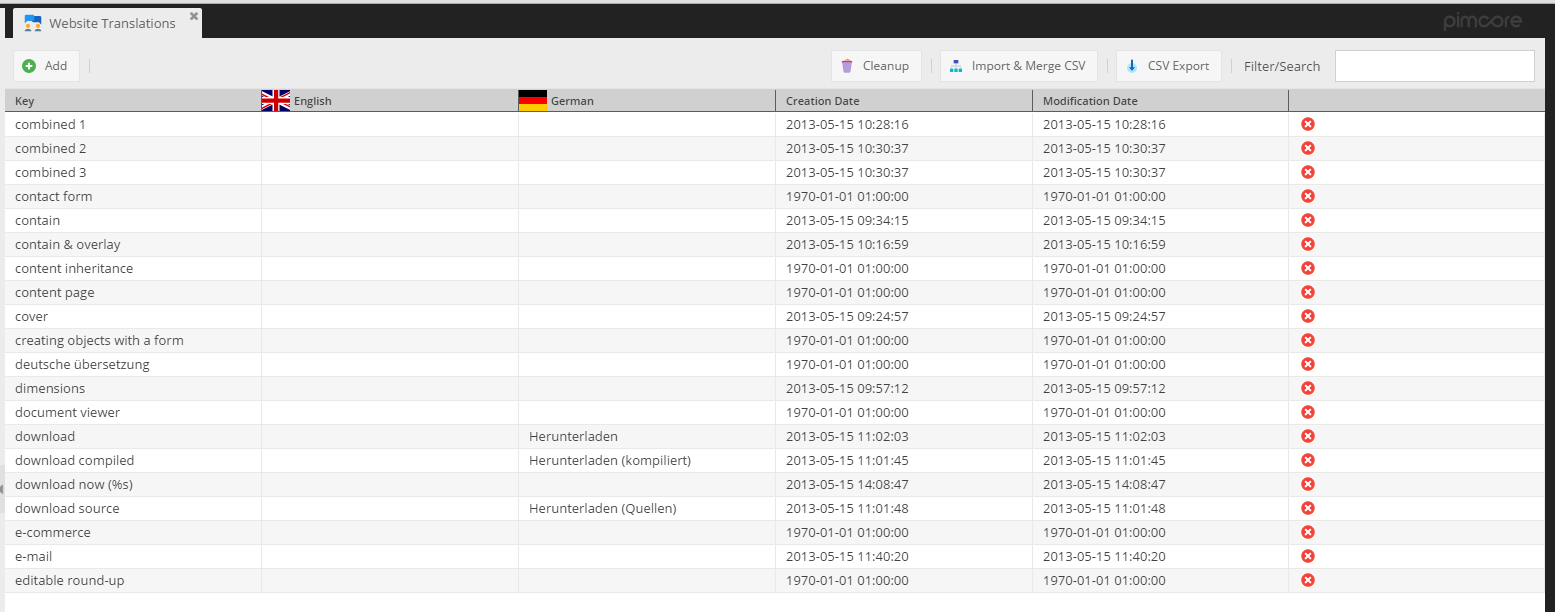 Website Translations
pimcore
Add Cleanup Import & Merge CSV CSV Export Filter/Search
Key English German Creation Date Modification Date
combined 1 2013-05-15 10:28:16 2013-05-15 10:28:16
combined 2 2013-05-15 10:30:37 2013-05-15 10:30:37
combined 3 2013-05-15 10:30:37 2013-05-15 10:30:37
contact form 1970-01-01 01:00:00 1970-01-01 01:00:00
contain 2013-05-15 09:34:15 2013-05-15 09:34:15
contain & overlay 2013-05-15 10:16:59 2013-05-15 10:16:59
content inheritance 1970-01-01 01:00:00 1970-01-01 01:00:00
content page 1970-01-01 01:00:00 1970-01-01 01:00:00
cover 2013-05-15 09:24:57 2013-05-15 09:24:57
creating objects with a form 1970-01-01 01:00:00 1970-01-01 01:00:00
deutsche übersetzung 1970-01-01 01:00:00 1970-01-01 01:00:00
dimensions 2013-05-15 09:57:12 2013-05-15 09:57:12
document viewer 1970-01-01 01:00:00 1970-01-01 01:00:00
download Herunterladen 2013-05-15 11:02:03 2013-05-15 11:02:03
download compiled Herunterladen (kompiliert) 2013-05-15 11:01:45 2013-05-15 11:01:45
download now (%s) 2013-05-15 14:08:47 2013-05-15 14:08:47
download source Herunterladen (Quellen) 2013-05-15 11:01:48 2013-05-15 11:01:48
e-commerce 1970-01-01 01:00:00 1970-01-01 01:00:00
e-mail 2013-05-15 11:40:20 2013-05-15 11:40:20
editable round-up 1970-01-01 01:00:00 1970-01-01 01:00:00